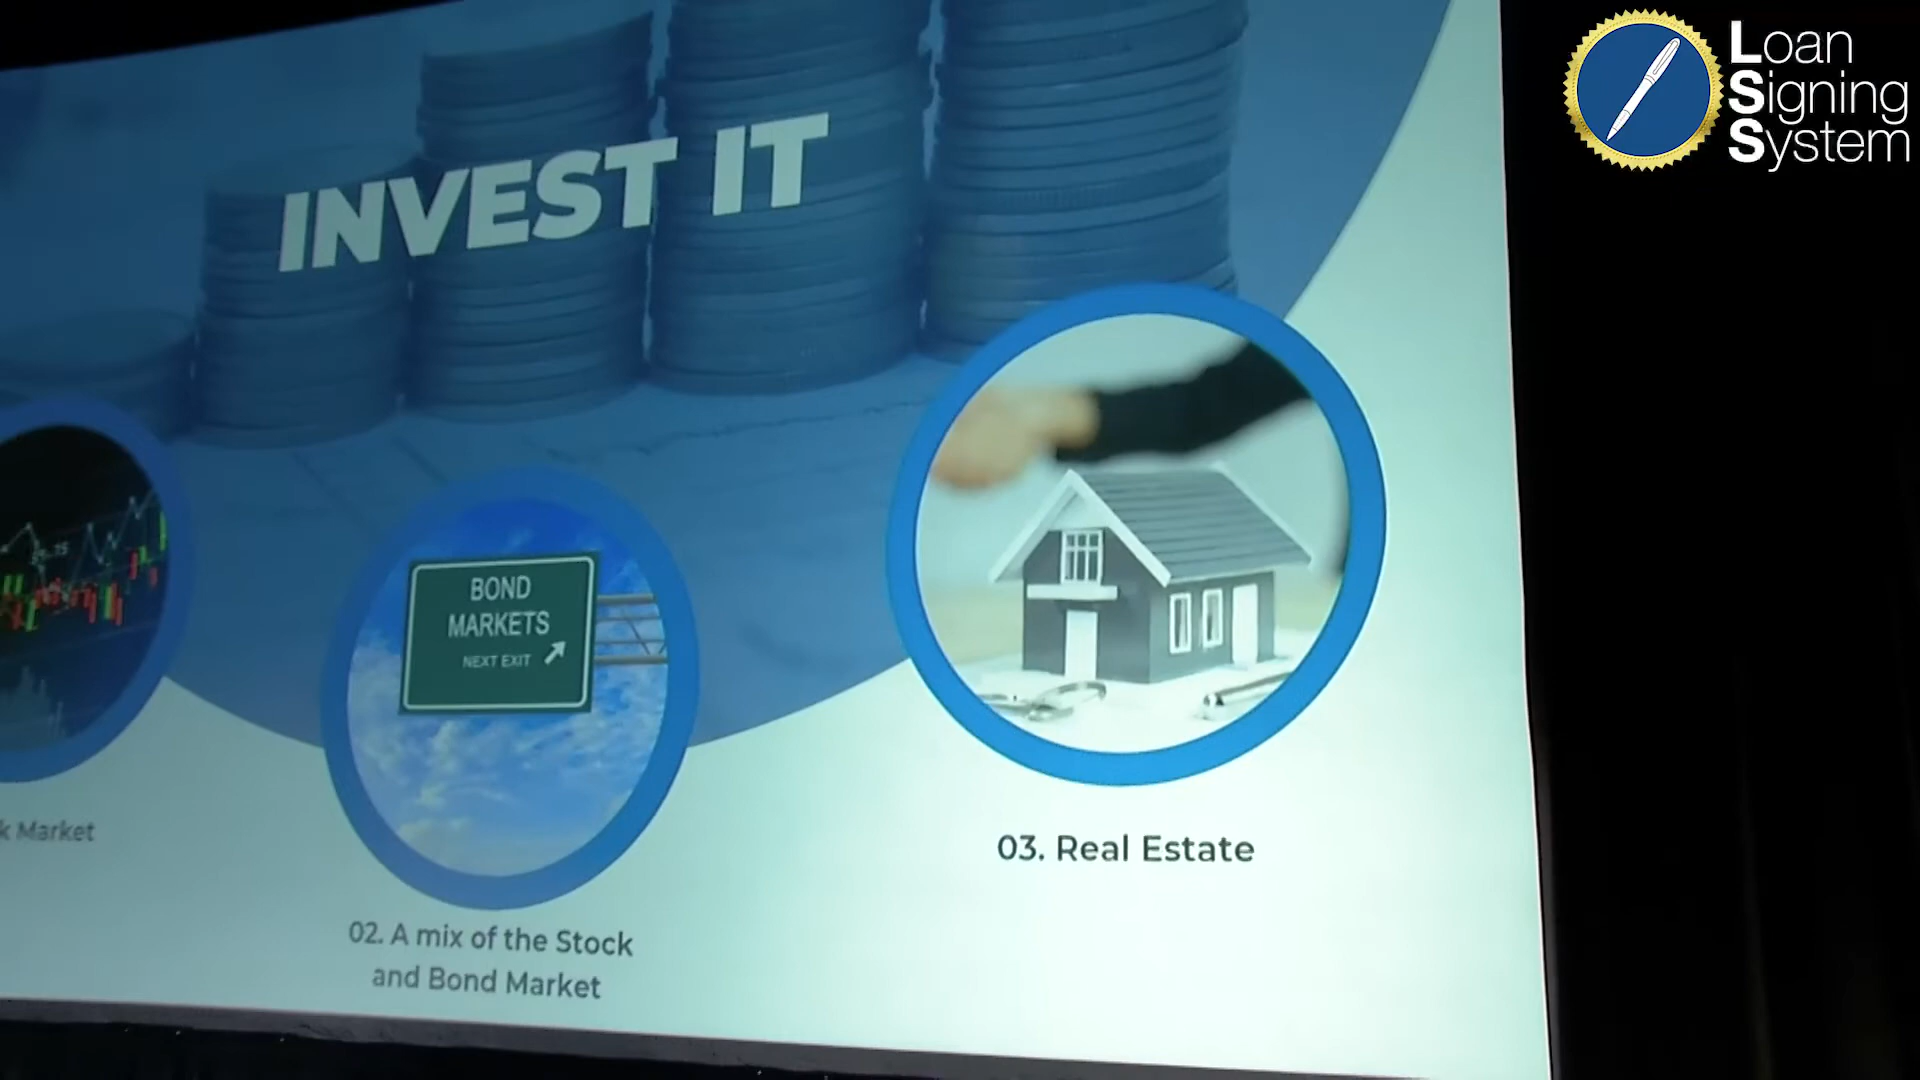 Loan
Signing
System
INVEST IT
BOND
MARKETS
NEXT EXIT
k Market
03. Real Estate
02. A mix of the Stock
and Bond Market